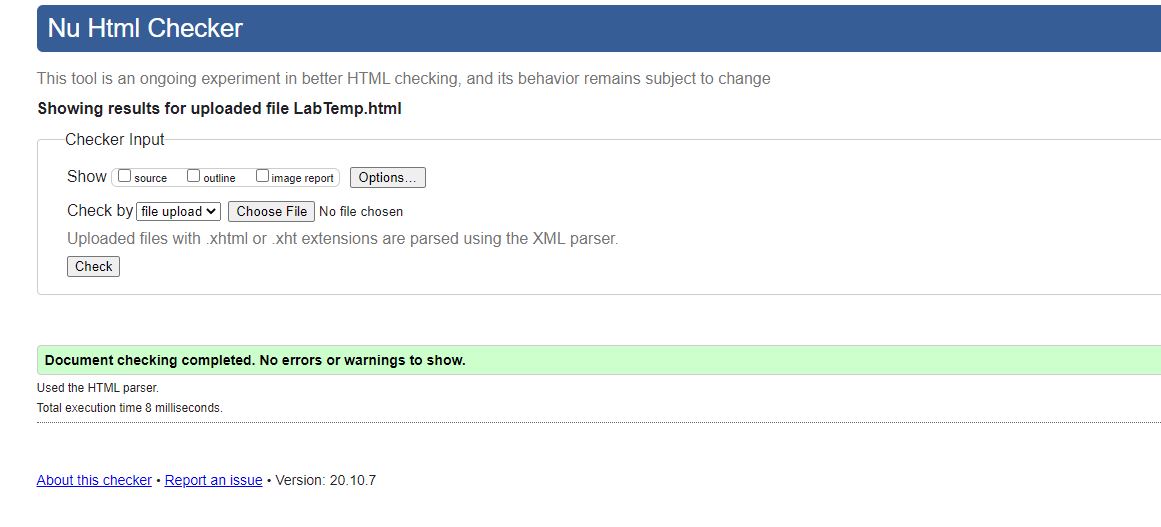 Nu Html Checker
This tool is an ongoing experiment in better HTML checking, and its behavior remains subject to change
Showing results for uploaded file LabTemp.html
Checker Input
Show source outline image report Options...
Check by file upload Choose File No file chosen
Uploaded files with .xhtml or .xht extensions are parsed using the XML parser.
Check
Document checking completed. No errors or warnings to show.
Used the HTML parser.
Total execution time 8 milliseconds.
About this checker • Report an issue • Version: 20.10.7